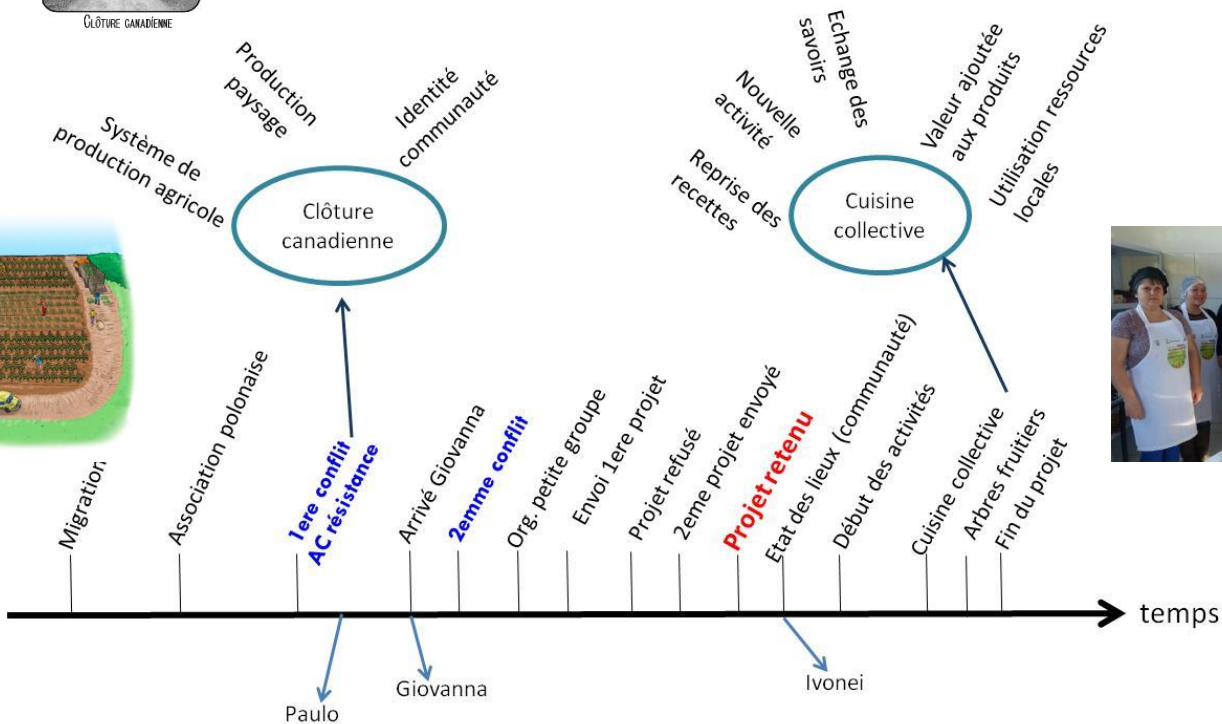 CLÔTURE CANADIENNE
Système de
production agricole
Production
paysage
Identité
communauté
Clôture
canadienne
Reprise des
recettes
Nouvelle
activité
Echange des
savoirs
Valeur ajoutée
aux produits
Utilisation ressources
locales
Cuisine
collective
Migration
Association polonaise
1ere conflit
AC résistance
Arrivé Giovanna
2emme conflit
Org. petite groupe
Envoi 1ere projet
Projet refusé
2eme projet envoyé
Projet retenu
Etat des lieux (communauté)
Début des activités
Cuisine collective
Arbres fruitiers
Fin du projet
temps
Paulo
Giovanna
Ivonei